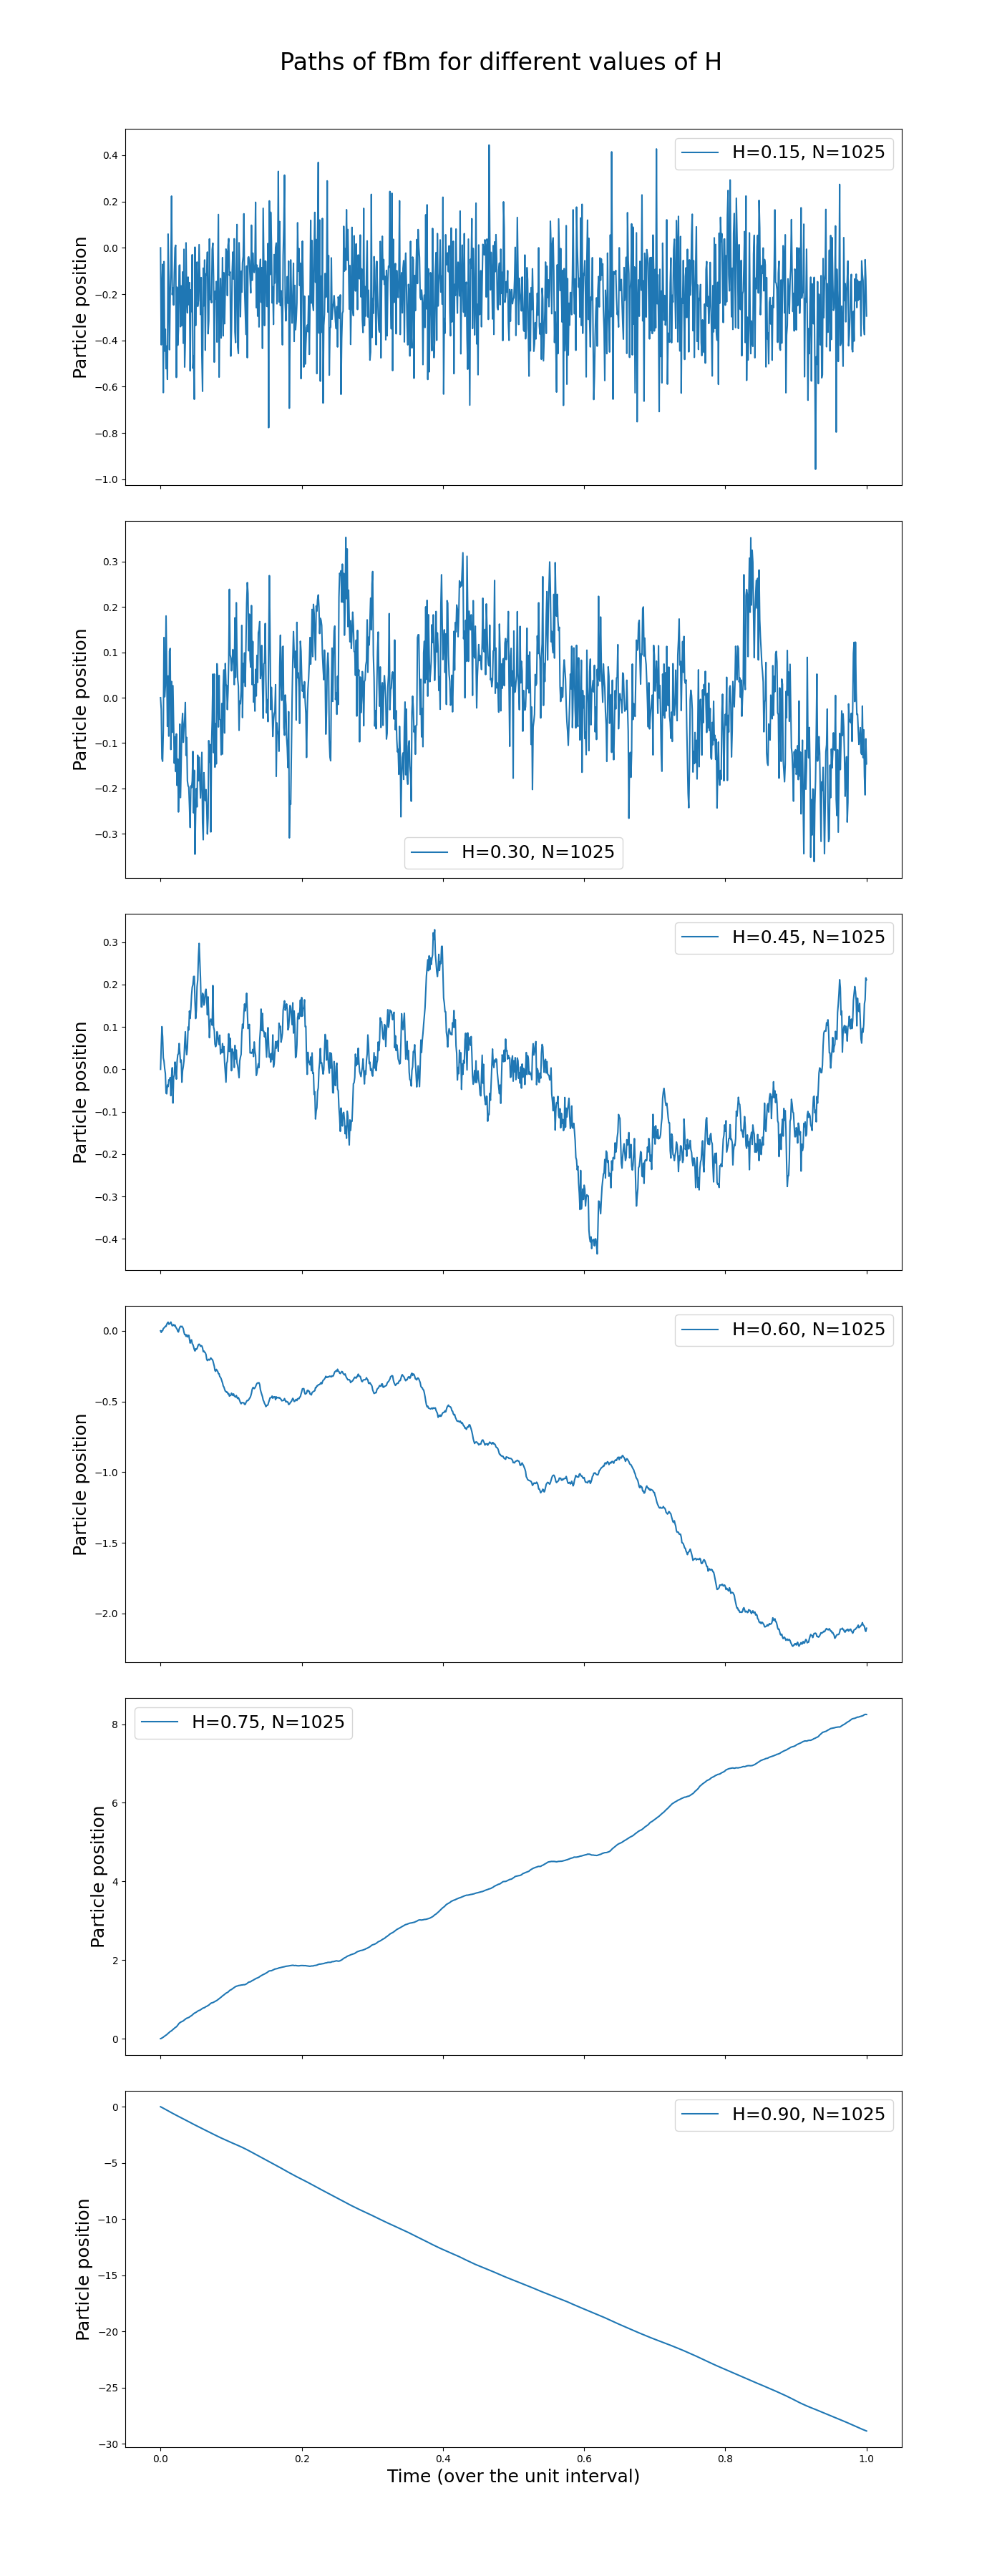 Paths of fBm for different values of H
H=0.15, N=1025
0.4
0.2
0.0
−0.2
−0.4
−0.6
−0.8
−1.0
Particle position
0.3
0.2
0.1
0.0
−0.1
−0.2
−0.3
Particle position
H=0.30, N=1025
H=0.45, N=1025
0.3
0.2
0.1
0.0
−0.1
−0.2
−0.3
−0.4
Particle position
H=0.60, N=1025
0.0
−0.5
−1.0
−1.5
−2.0
Particle position
H=0.75, N=1025
8
6
4
2
0
Particle position
H=0.90, N=1025
0
−5
−10
−15
−20
−25
−30
Particle position
0.0 0.2 0.4 0.6 0.8 1.0
Time (over the unit interval)